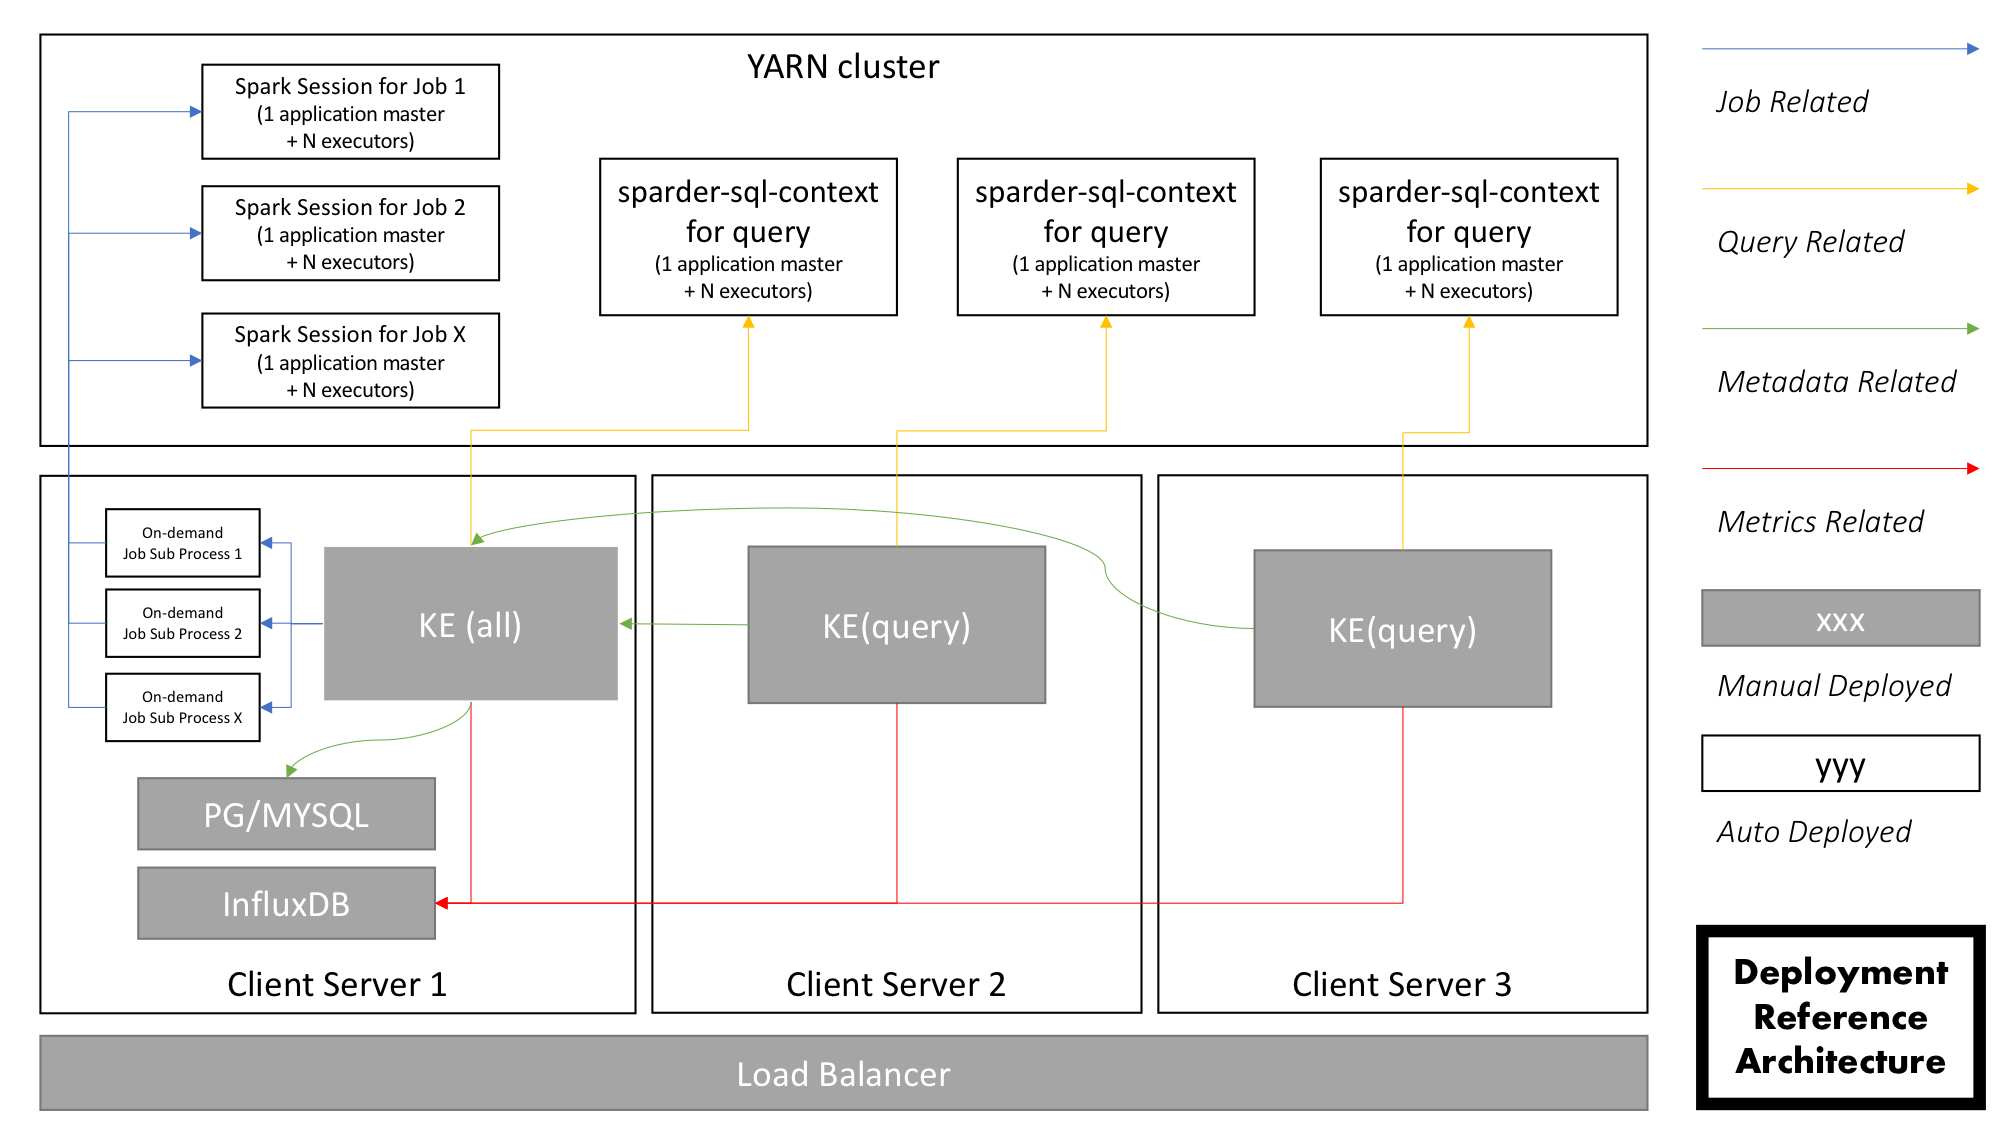 YARN cluster
Spark Session for Job 1
(1 application master
+ N executors)
Spark Session for Job 2
(1 application master
+ N executors)
Spark Session for Job X
(1 application master
+ N executors)
sparder-sql-context
for query
(1 application master
+ N executors)
sparder-sql-context
for query
(1 application master
+ N executors)
sparder-sql-context
for query
(1 application master
+ N executors)
On-demand
Job Sub Process 1
On-demand
Job Sub Process 2
On-demand
Job Sub Process X
KE (all)
PG/MYSQL
InfluxDB
Client Server 1
KE(query)
Client Server 2
KE(query)
Client Server 3
Load Balancer
Job Related
Query Related
Metadata Related
Metrics Related
xxx
Manual Deployed
yyy
Auto Deployed
Deployment
Reference
Architecture